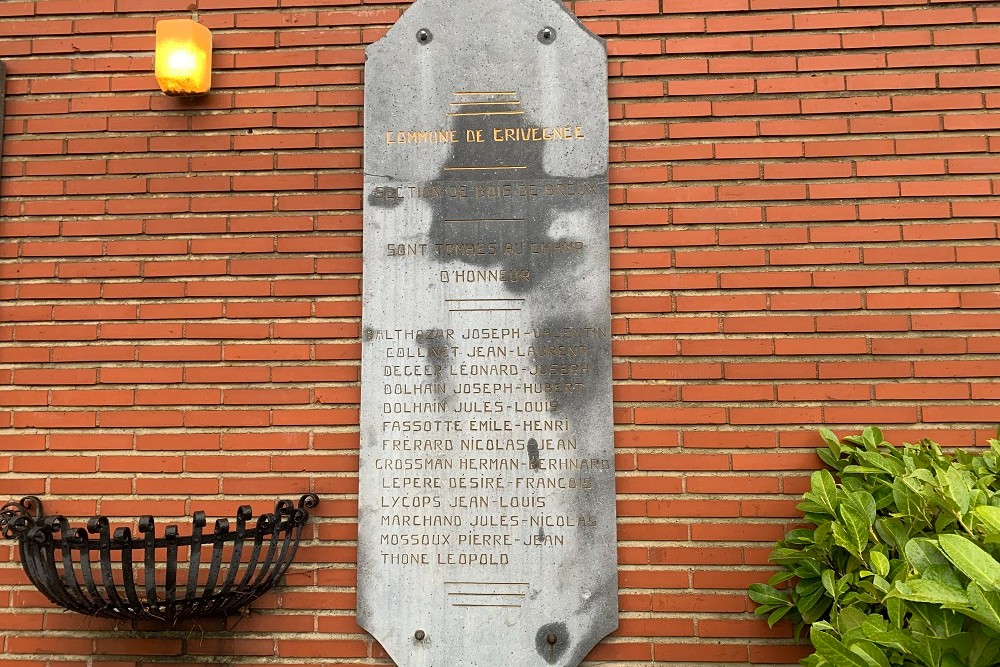 COMMUNE DE GRIVEGNÉE
SECTION DE BOIS DE BREUX
SONT TOMBÉS AU CHAMP
D'HONNEUR
BALTHAZAR JOSEPH-VALENTIN
COLLINET JEAN-LAURENT
DEGEER LÉONARD-JOSEPH
DOLHAIN JOSEPH-HUBERT
DOLHAIN JULES-LOUIS
FASSOTTE ÉMILE-HENRI
FRÉRARD NICOLAS JEAN
GROSSMAN HERMAN-BERHNARD
LEPÈRE DÉSIRÉ-FRANÇOIS
LYCOPS JEAN-LOUIS
MARCHAND JULES-NICOLAS
MOSSOUX PIERRE-JEAN
THONE LÉOPOLD